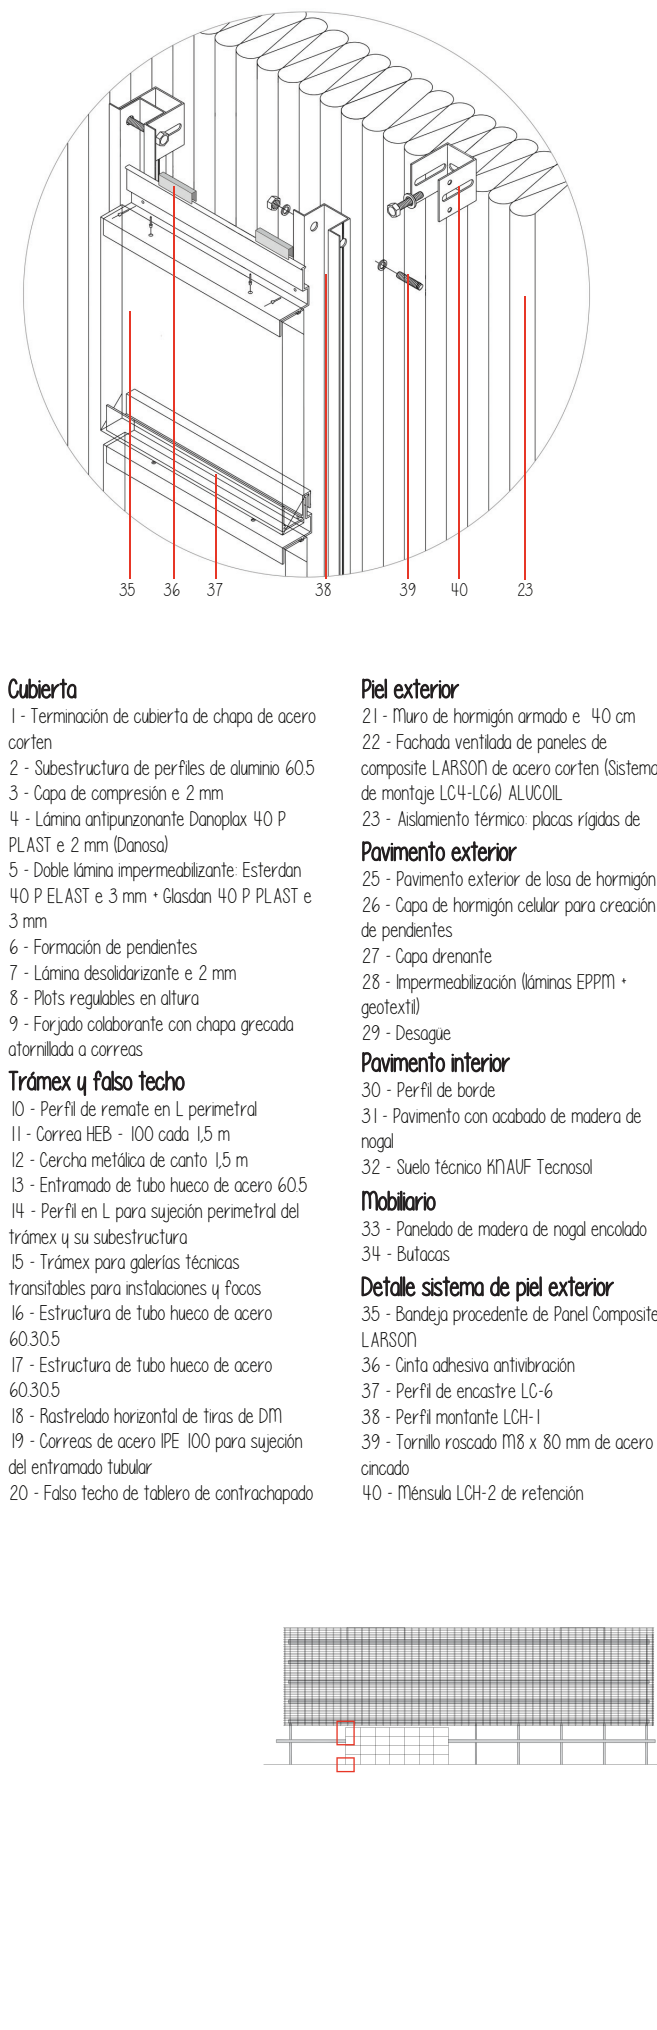 35 36 37 38 39 40 23
Cubierta
1 - Terminación de cubierta de chapa de acero
corten
2 - Subestructura de perfiles de aluminio 60.5
3 - Capa de compresión e 2 mm
4 - Lámina antipunzonante Danoplax 40 P
PLAST e 2 mm (Danosa)
5 - Doble lámina impermeabilizante: Esterdan
40 P ELAST e 3 mm + Glasdan 40 P PLAST e
3 mm
6 - Formación de pendientes
7 - Lámina desolidarizante e 2 mm
8 - Plots regulables en altura
9 - Forjado colaborante con chapa grecada
atornillada a correas
Trámex y falso techo
10 - Perfil de remate en L perimetral
11 - Correa HEB - 100 cada 1,5 m
12 - Cercha metálica de canto 1,5 m
13 - Entramado de tubo hueco de acero 60.5
14 - Perfil en L para sujeción perimetral del
trámex y su subestructura
15 - Trámex para galerías técnicas
transitables para instalaciones y focos
16 - Estructura de tubo hueco de acero
60.30.5
17 - Estructura de tubo hueco de acero
60.30.5
18 - Rastrelado horizontal de tiras de DM
19 - Correas de acero IPE 100 para sujeción
del entramado tubular
20 - Falso techo de tablero de contrachapado
Piel exterior
21 - Muro de hormigón armado e 40 cm
22 - Fachada ventilada de paneles de
composite LARSON de acero corten (Sistema
de montaje LC4-LC6) ALUCOIL
23 - Aislamiento térmico: placas rígidas de
Pavimento exterior
25 - Pavimento exterior de losa de hormigón
26 - Capa de hormigón celular para creación
de pendientes
27 - Capa drenante
28 - Impermeabilización (láminas EPPM +
geotextil)
29 - Desagüe
Pavimento interior
30 - Perfil de borde
31 - Pavimento con acabado de madera de
nogal
32 - Suelo técnico KNAUF Tecnosol
Mobiliario
33 - Panelado de madera de nogal encolado
34 - Butacas
Detalle sistema de piel exterior
35 - Bandeja procedente de Panel Composite
LARSON
36 - Cinta adhesiva antivibración
37 - Perfil de encastre LC-6
38 - Perfil montante LCH-1
39 - Tornillo roscado M8 x 80 mm de acero
cincado
40 - Ménsula LCH-2 de retención